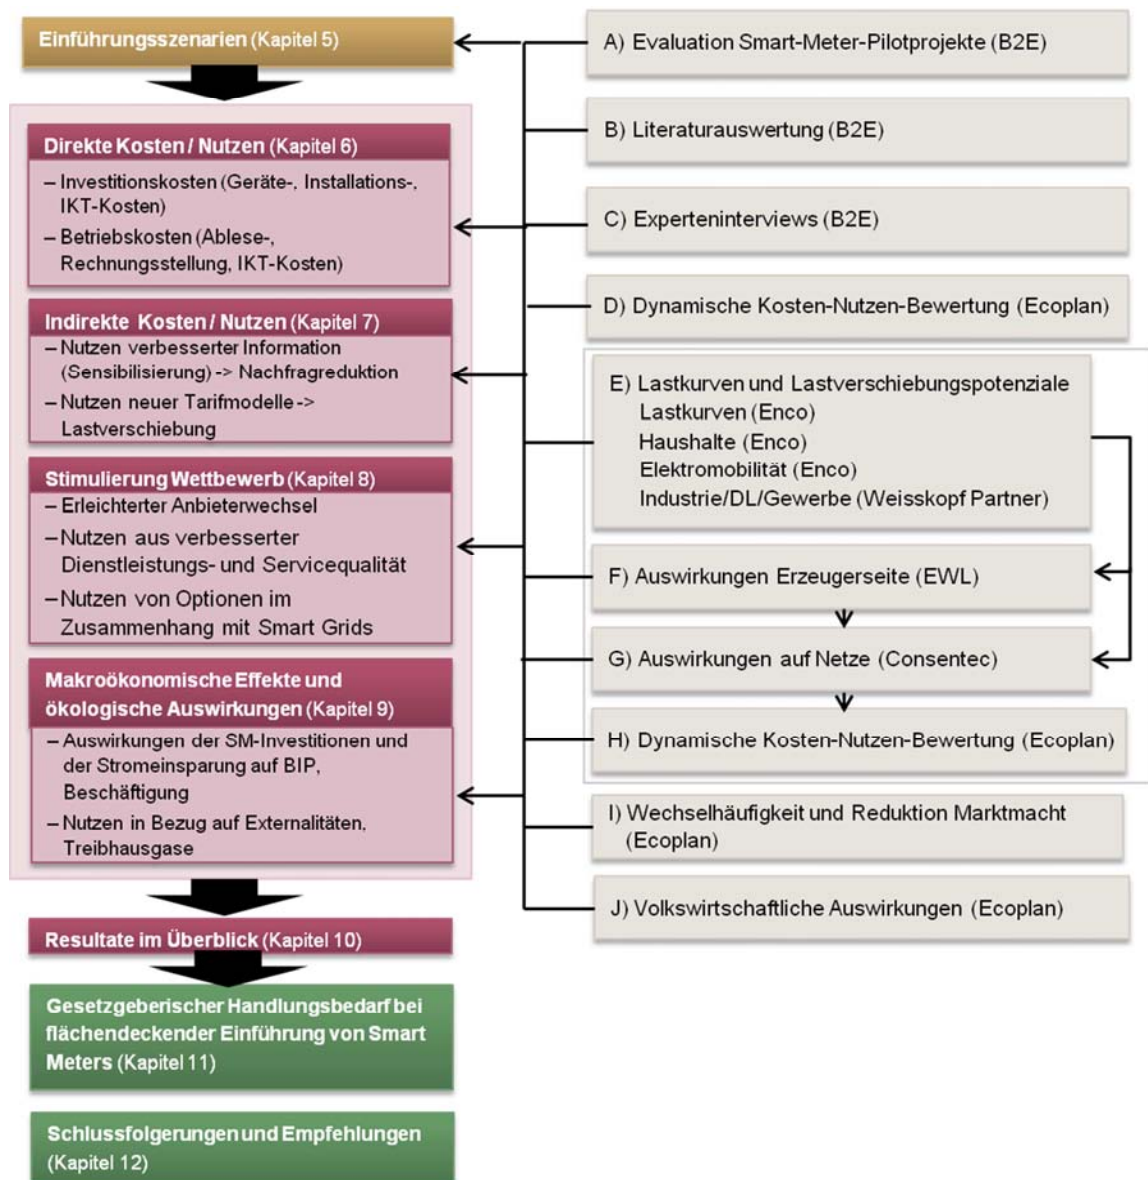 Einführungsszenarien (Kapitel 5)
Direkte Kosten / Nutzen (Kapitel 6)
– Investitionskosten (Geräte-, Installations-,
IKT-Kosten)
– Betriebskosten (Ablese-,
Rechnungsstellung, IKT-Kosten)
Indirekte Kosten / Nutzen (Kapitel 7)
– Nutzen verbesserter Information
(Sensibilisierung) -> Nachfragreduktion
– Nutzen neuer Tarifmodelle ->
Lastverschiebung
Stimulierung Wettbewerb (Kapitel 8)
– Erleichterter Anbieterwechsel
– Nutzen aus verbesserter
Dienstleistungs- und Servicequalität
– Nutzen von Optionen im
Zusammenhang mit Smart Grids
Makroökonomische Effekte und
ökologische Auswirkungen (Kapitel 9)
– Auswirkungen der SM-Investitionen und
der Stromeinsparung auf BIP,
Beschäftigung
– Nutzen in Bezug auf Externalitäten,
Treibhausgase
Resultate im Überblick (Kapitel 10)
Gesetzgeberischer Handlungsbedarf bei
flächendeckender Einführung von Smart
Meters (Kapitel 11)
Schlussfolgerungen und Empfehlungen
(Kapitel 12)
A) Evaluation Smart-Meter-Pilotprojekte (B2E)
B) Literaturauswertung (B2E)
C) Experteninterviews (B2E)
D) Dynamische Kosten-Nutzen-Bewertung (Ecoplan)
E) Lastkurven und Lastverschiebungspotenziale
Lastkurven (Enco)
Haushalte (Enco)
Elektromobilität (Enco)
Industrie/DL/Gewerbe (Weisskopf Partner)
F) Auswirkungen Erzeugerseite (EWL)
G) Auswirkungen auf Netze (Consentec)
H) Dynamische Kosten-Nutzen-Bewertung (Ecoplan)
I) Wechselhäufigkeit und Reduktion Marktmacht
(Ecoplan)
J) Volkswirtschaftliche Auswirkungen (Ecoplan)